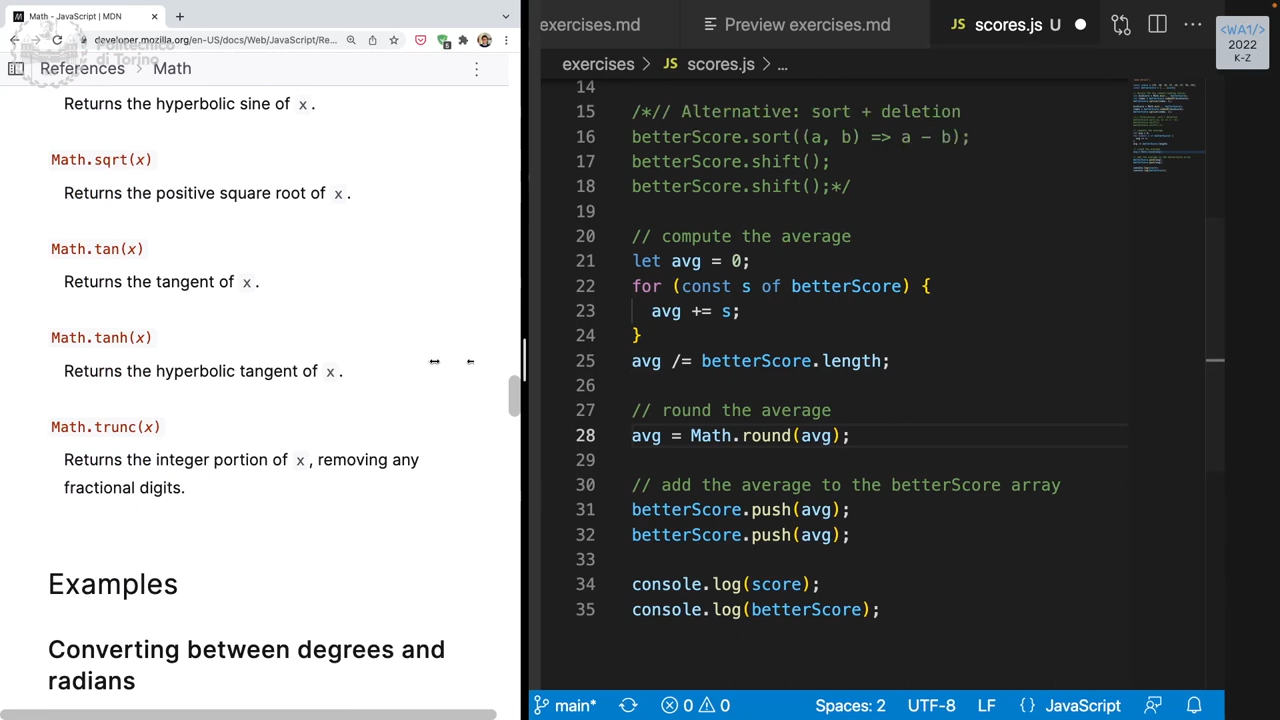 Math - JavaScript | MDN
developer.mozilla.org/en-US/docs/Web/JavaScript/Re...
Politecnico
di Torino
References > Math
Returns the hyperbolic sine of x.
Math.sqrt(x)
Returns the positive square root of x.
Math.tan(x)
Returns the tangent of x.
Math.tanh(x)
Returns the hyperbolic tangent of x.
Math.trunc(x)
Returns the integer portion of x, removing any
fractional digits.
Examples
Converting between degrees and
radians
exercises.md
Preview exercises.md
JS scores.js U
exercises > JS scores.js > ...
<WA1/>
2022
K-Z
14
15 /*// Alternative: sort + deletion
16 betterScore.sort((a, b) => a - b);
17 betterScore.shift();
18 betterScore.shift();*/
19
20 // compute the average
21 let avg = 0;
22 for (const s of betterScore) {
23 avg += s;
24 }
25 avg /= betterScore.length;
26
27 // round the average
28 avg = Math.round(avg);
29
30 // add the average to the betterScore array
31 betterScore.push(avg);
32 betterScore.push(avg);
33
34 console.log(score);
35 console.log(betterScore);
main* 0 0 Spaces: 2 UTF-8 LF {} JavaScript